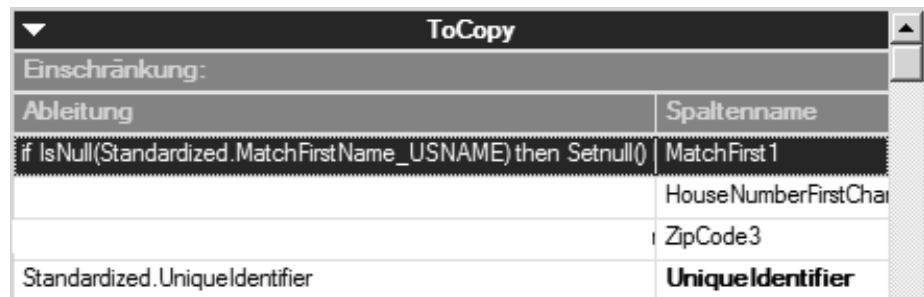 ToCopy
Einschränkung:
Ableitung Spaltenname
if IsNull(Standardized.MatchFirstName_USNAME) then Setnull() MatchFirst1
HouseNumberFirstChar
ZipCode3
Standardized.UniqueIdentifier UniqueIdentifier